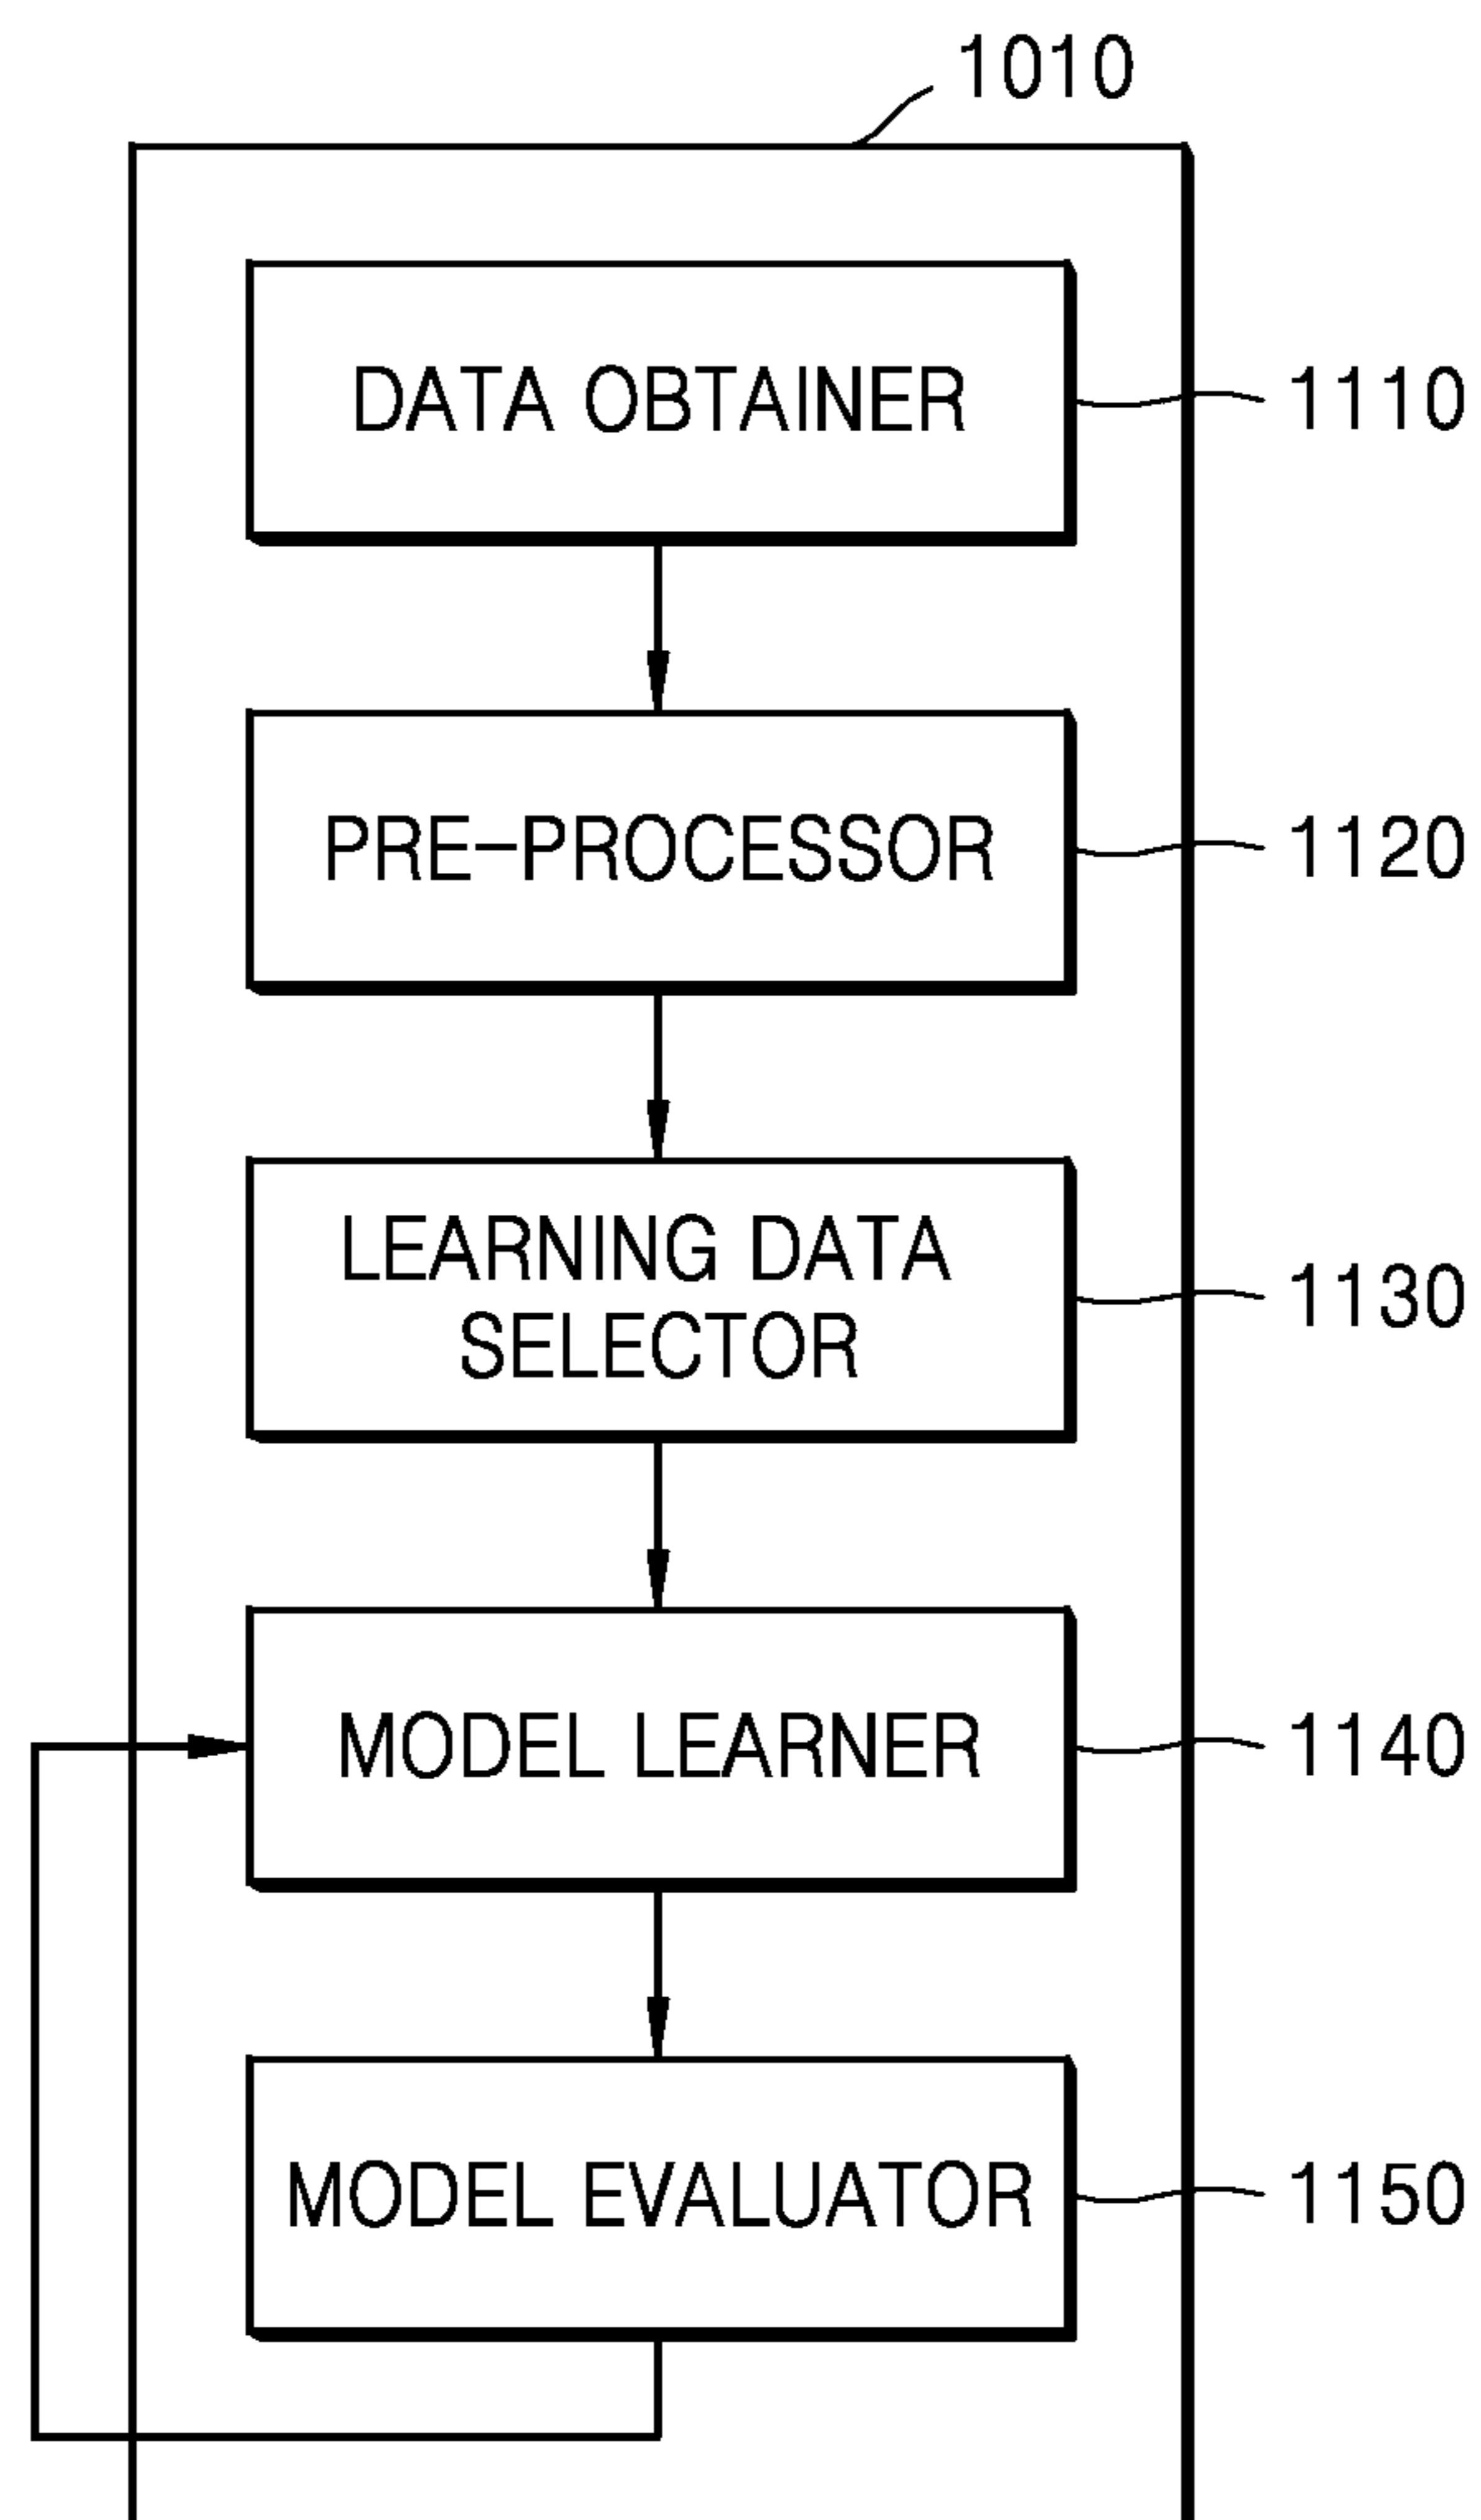 1010
DATA OBTAINER
1110
PRE-PROCESSOR
1120
LEARNING DATA
SELECTOR
1130
MODEL LEARNER
1140
MODEL EVALUATOR
1150